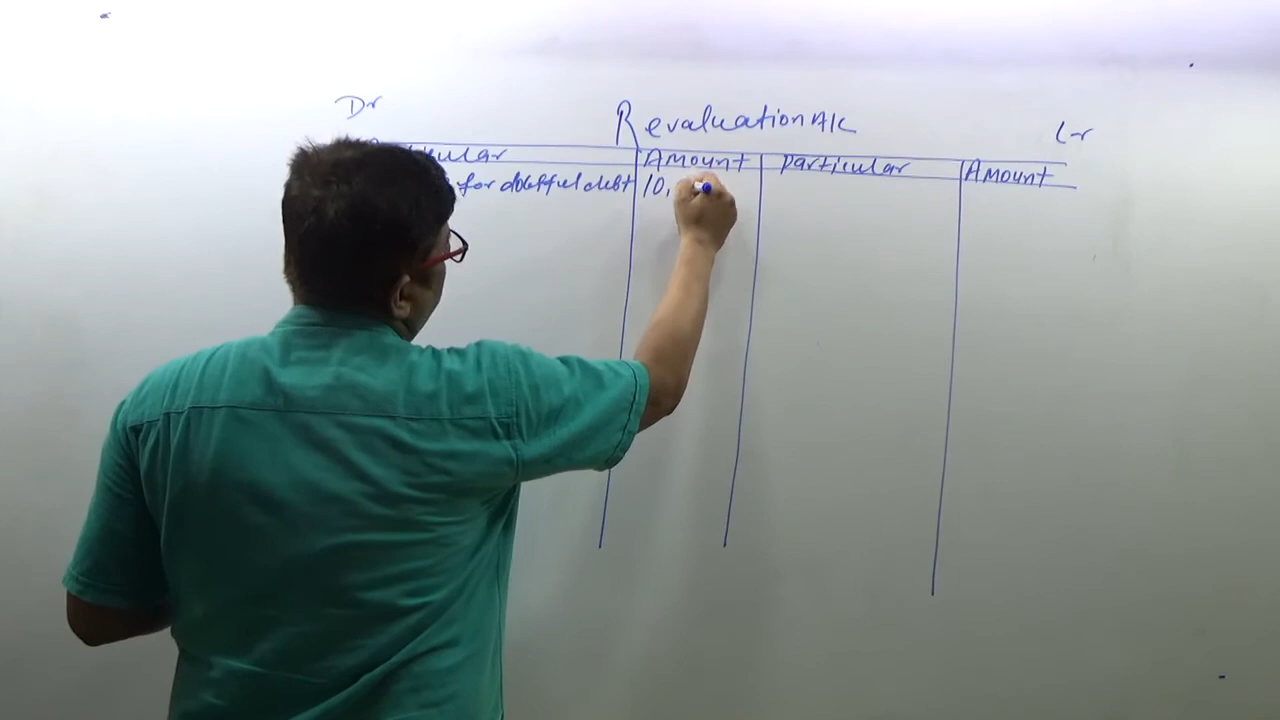 Dr
Revaluation A/c
Cr
Amount Particular Amount
for doubtful debt 10,